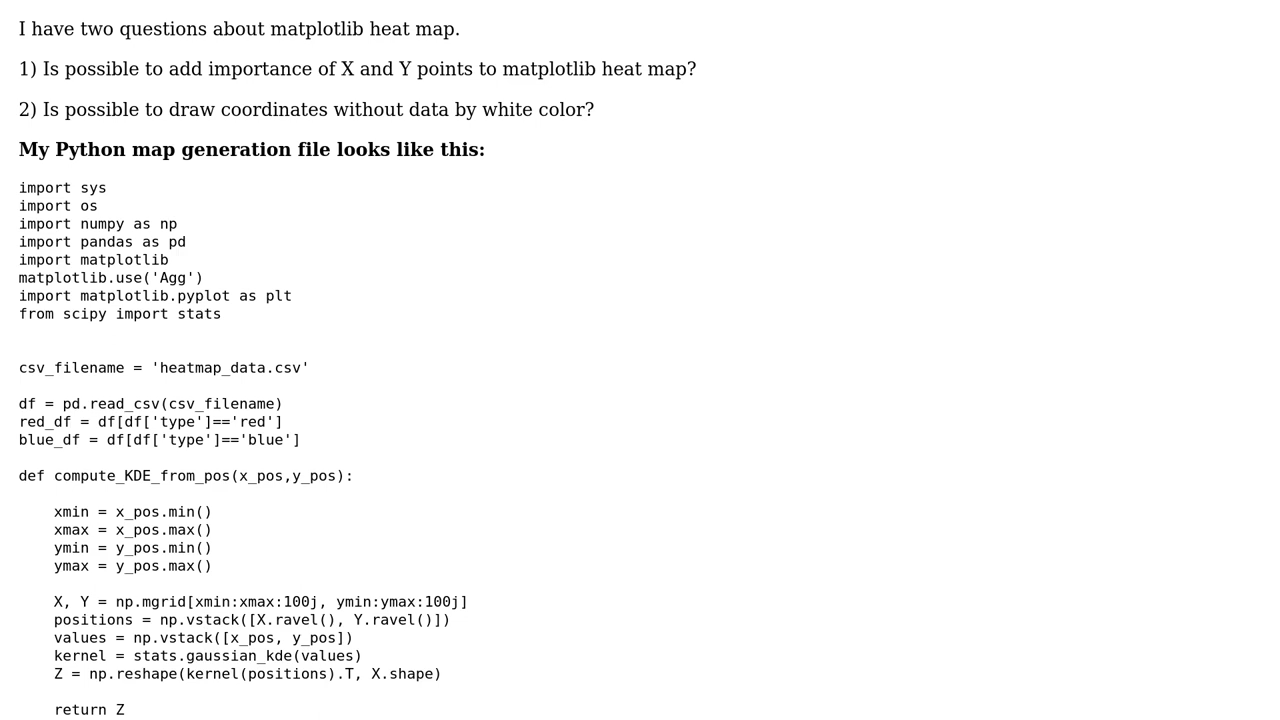 I have two questions about matplotlib heat map.
1) Is possible to add importance of X and Y points to matplotlib heat map?
2) Is possible to draw coordinates without data by white color?
My Python map generation file looks like this:
import sys
import os
import numpy as np
import pandas as pd
import matplotlib
matplotlib.use('Agg')
import matplotlib.pyplot as plt
from scipy import stats
csv_filename = 'heatmap_data.csv'
df = pd.read_csv(csv_filename)
red_df = df[df['type']=='red']
blue_df = df[df['type']=='blue']
def compute_KDE_from_pos(x_pos,y_pos):
    xmin = x_pos.min()
    xmax = x_pos.max()
    ymin = y_pos.min()
    ymax = y_pos.max()
    X, Y = np.mgrid[xmin:xmax:100j, ymin:ymax:100j]
    positions = np.vstack([X.ravel(), Y.ravel()])
    values = np.vstack([x_pos, y_pos])
    kernel = stats.gaussian_kde(values)
    Z = np.reshape(kernel(positions).T, X.shape)
    return Z